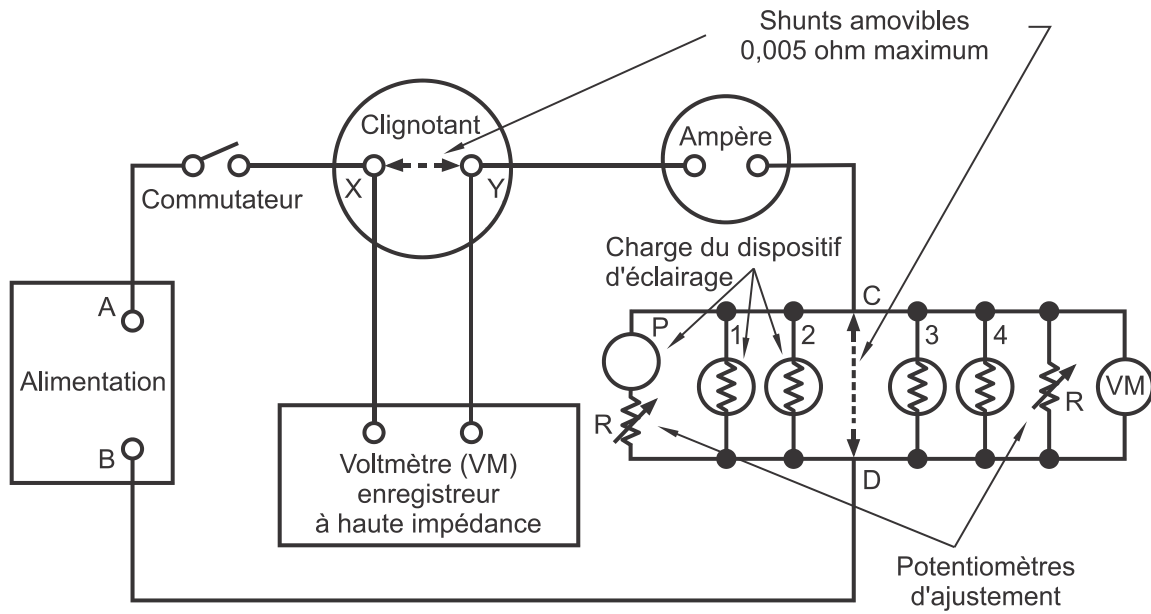 Shunts amovibles
0,005 ohm maximum
Clignotant
Ampère
X
Y
Commutateur
Charge du dispositif
d'éclairage
A
C
P
1
2
3
4
Alimentation
R
R
VM
B
Voltmètre (VM)
enregistreur
à haute impédance
D
Potentiomètres
d'ajustement